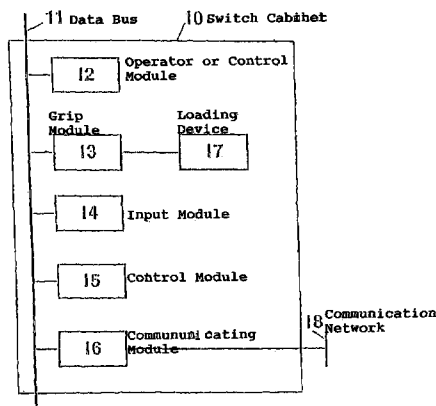 11 Data Bus
10 Switch Cabinet
12
Operator or Control
Module
Grip
Module
13
Loading
Device
17
14
Input Module
15
Control Module
16
Communicating
Module
18
Communication
Network